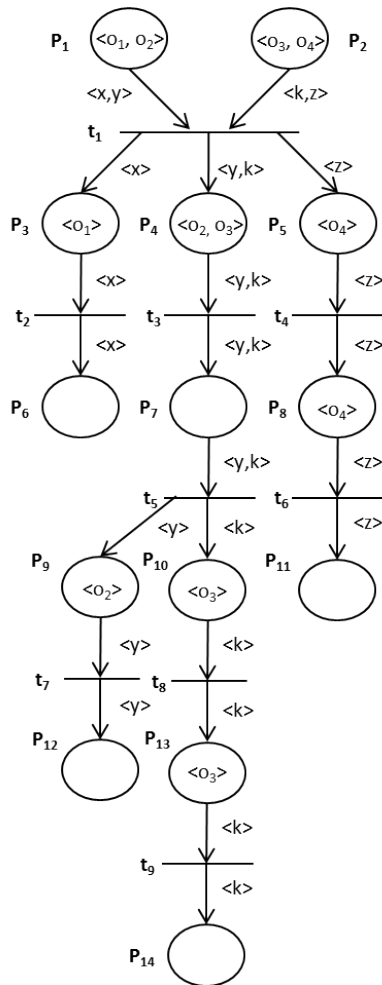 P₁ <o₁, o₂> <o₃, o₄> P₂
<x,y> <k,z>
t₁
<x> <y,k> <z>
P₃ <o₁> P₄ <o₂, o₃> P₅ <o₄>
<x> <y,k> <z>
t₂ t₃ t₄
<x> <y,k> <z>
P₆ P₇ P₈ <o₄>
<y,k> <z>
t₅ t₆
<y> <k> <z>
P₉ P₁₀ P₁₁
<o₂> <o₃>
<y> <k>
t₇ t₈
<y> <k>
P₁₂ P₁₃
<o₃>
<k>
t₉
<k>
P₁₄